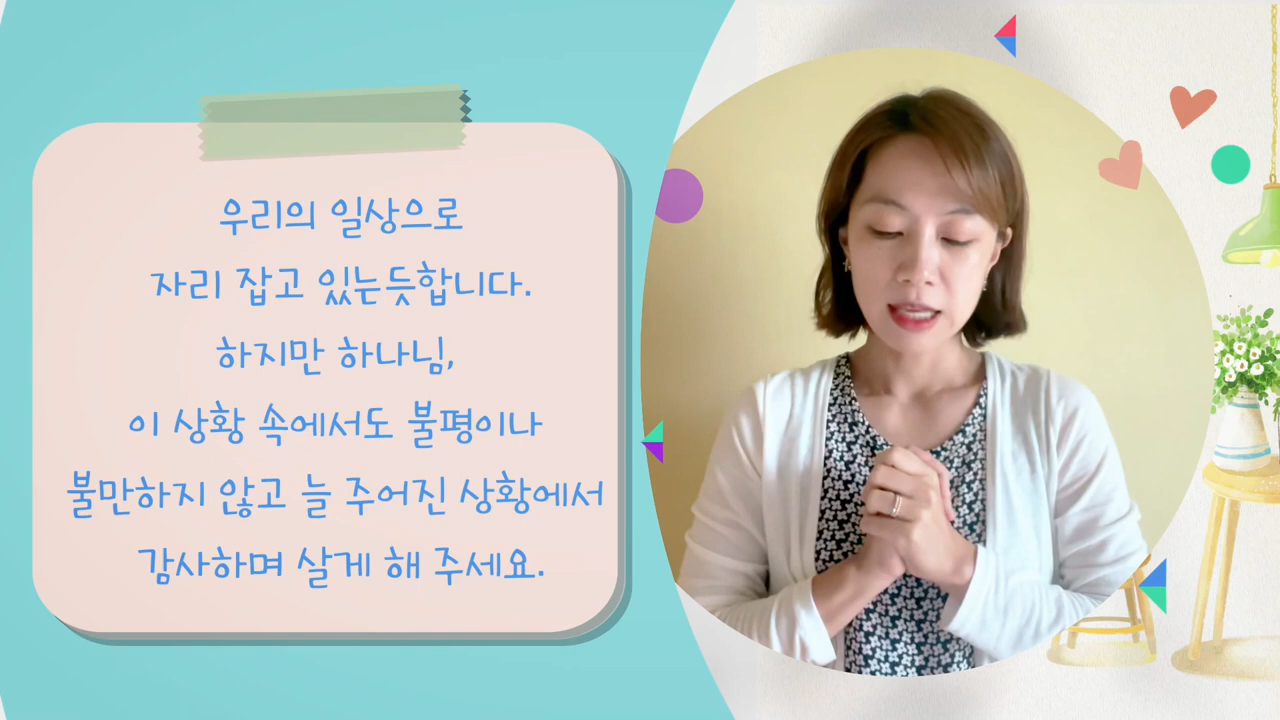 우리의 일상으로
자리 잡고 있는듯합니다.
하지만 하나님,
이 상황 속에서도 불평이나
불만하지 않고 늘 주어진 상황에서
감사하며 살게 해 주세요.